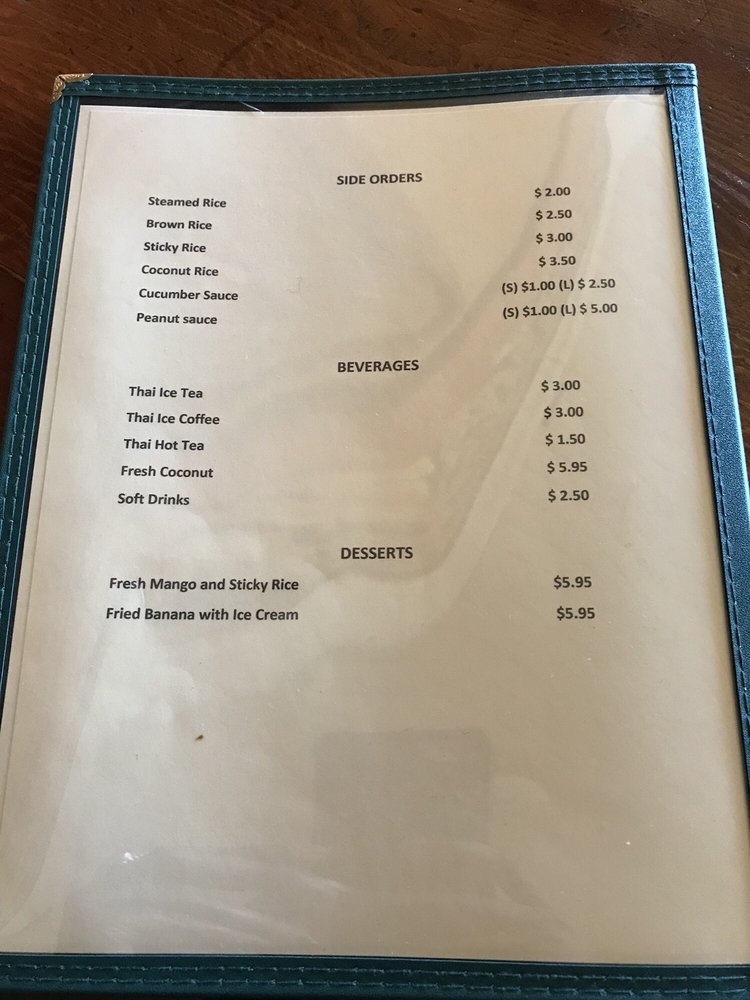 SIDE ORDERS
Steamed Rice $ 2.00
Brown Rice $ 2.50
Sticky Rice $ 3.00
Coconut Rice $ 3.50
Cucumber Sauce (S) $1.00 (L) $ 2.50
Peanut sauce (S) $1.00 (L) $ 5.00
BEVERAGES
Thai Ice Tea $ 3.00
Thai Ice Coffee $ 3.00
Thai Hot Tea $ 1.50
Fresh Coconut $ 5.95
Soft Drinks $ 2.50
DESSERTS
Fresh Mango and Sticky Rice $5.95
Fried Banana with Ice Cream $5.95